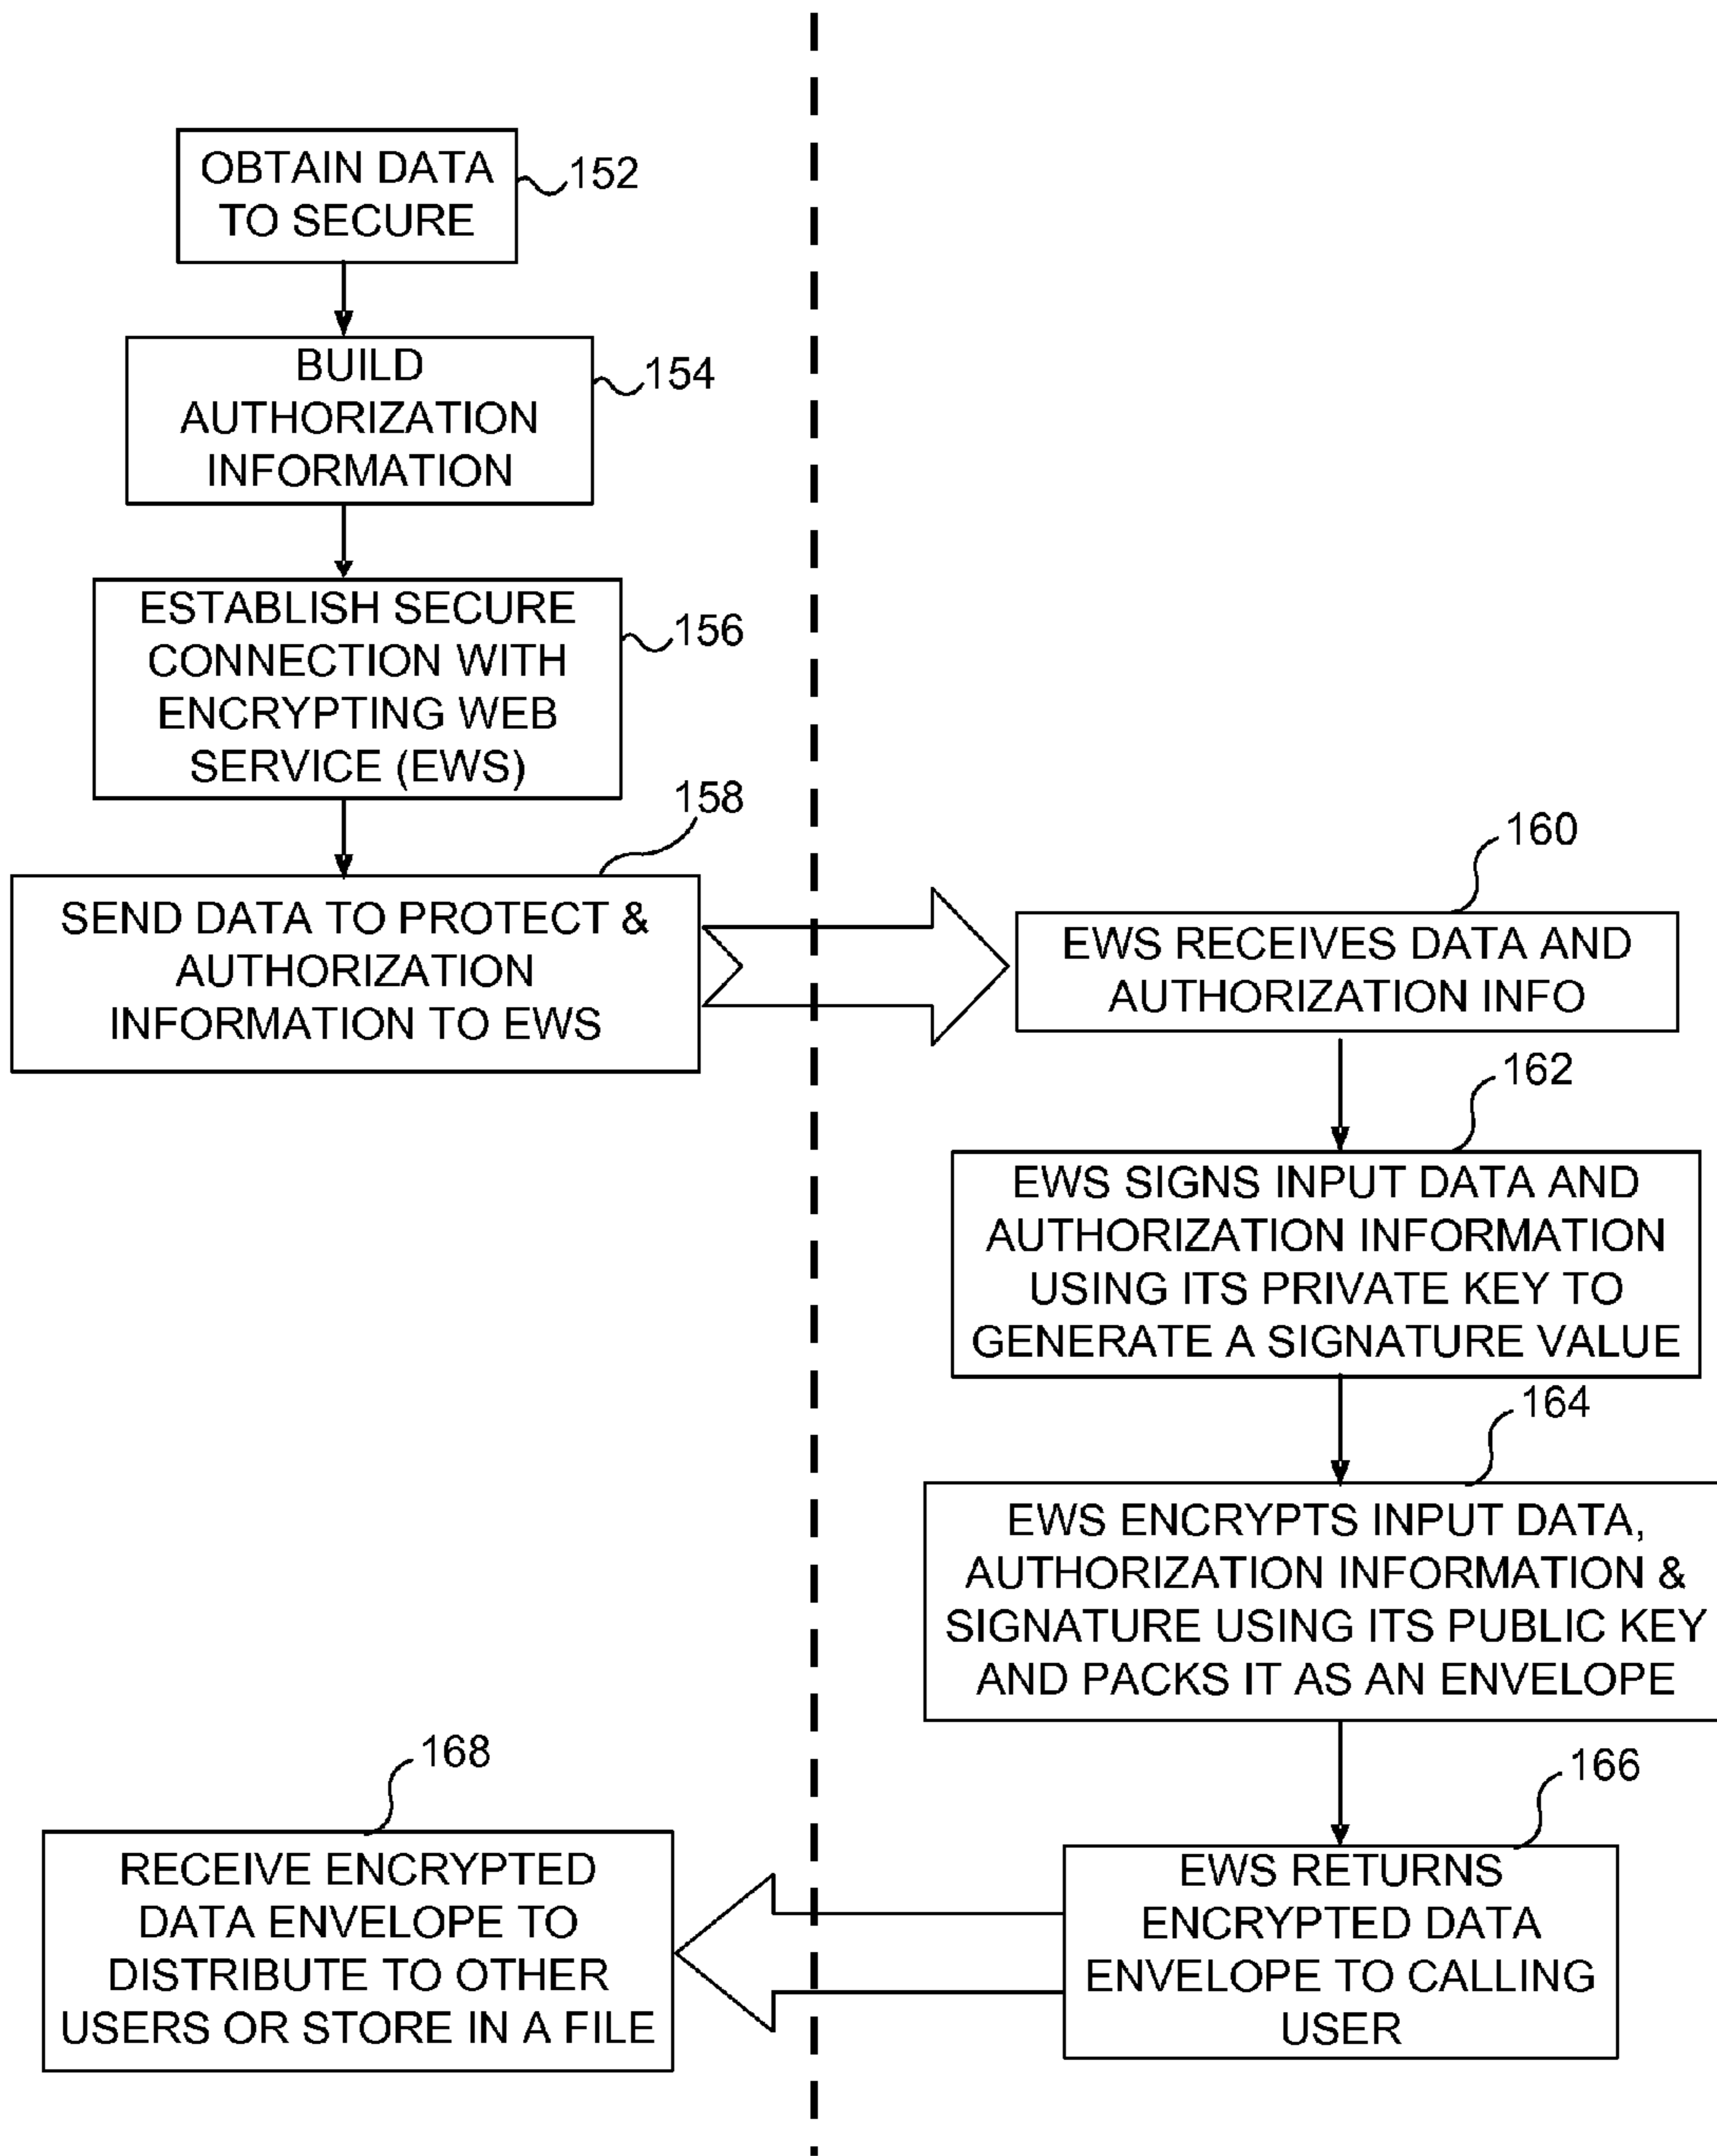 OBTAIN DATA
TO SECURE
152
BUILD
AUTHORIZATION
INFORMATION
154
ESTABLISH SECURE
CONNECTION WITH
ENCRYPTING WEB
SERVICE (EWS)
156
158
SEND DATA TO PROTECT &
AUTHORIZATION
INFORMATION TO EWS
160
EWS RECEIVES DATA AND
AUTHORIZATION INFO
162
EWS SIGNS INPUT DATA AND
AUTHORIZATION INFORMATION
USING ITS PRIVATE KEY TO
GENERATE A SIGNATURE VALUE
164
EWS ENCRYPTS INPUT DATA,
AUTHORIZATION INFORMATION &
SIGNATURE USING ITS PUBLIC KEY
AND PACKS IT AS AN ENVELOPE
166
EWS RETURNS
ENCRYPTED DATA
ENVELOPE TO CALLING
USER
168
RECEIVE ENCRYPTED
DATA ENVELOPE TO
DISTRIBUTE TO OTHER
USERS OR STORE IN A FILE